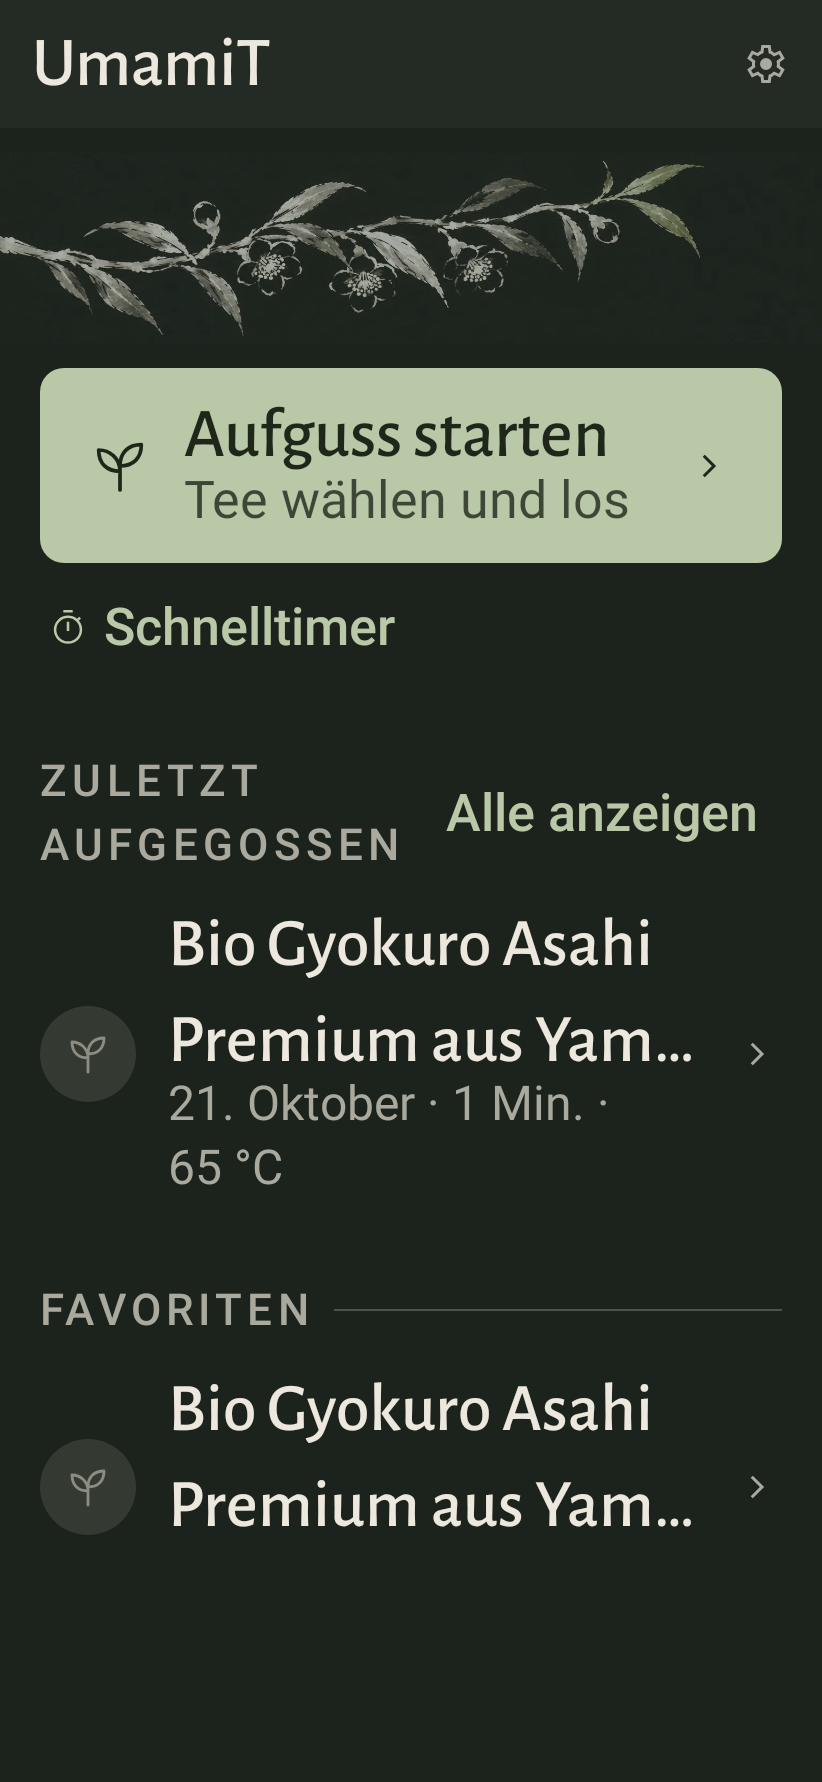 UmamiT
Aufguss starten
Tee wählen und los
Schnelltimer
ZULETZT
AUFGEGOSSEN
Alle anzeigen
Bio Gyokuro Asahi
Premium aus Yam…
21. Oktober · 1 Min. ·
65 °C
FAVORITEN
Bio Gyokuro Asahi
Premium aus Yam…